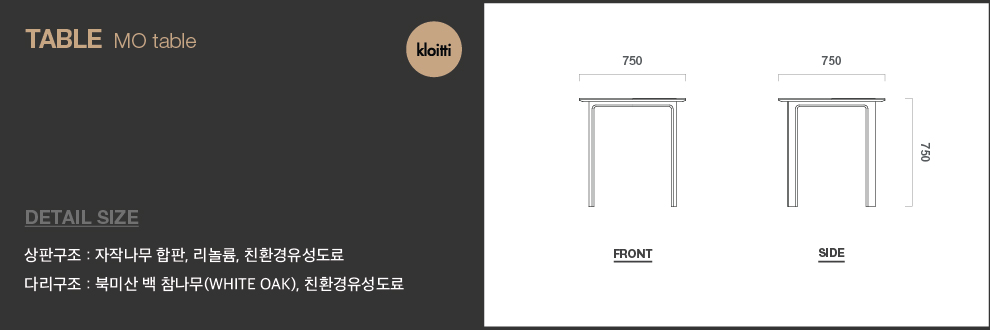 TABLE MO table
kloitti
DETAIL SIZE
상판구조 : 자작나무 합판, 리놀륨, 친환경유성도료
다리구조 : 북미산 백 참나무(WHITE OAK), 친환경유성도료
750
750
750
FRONT
SIDE